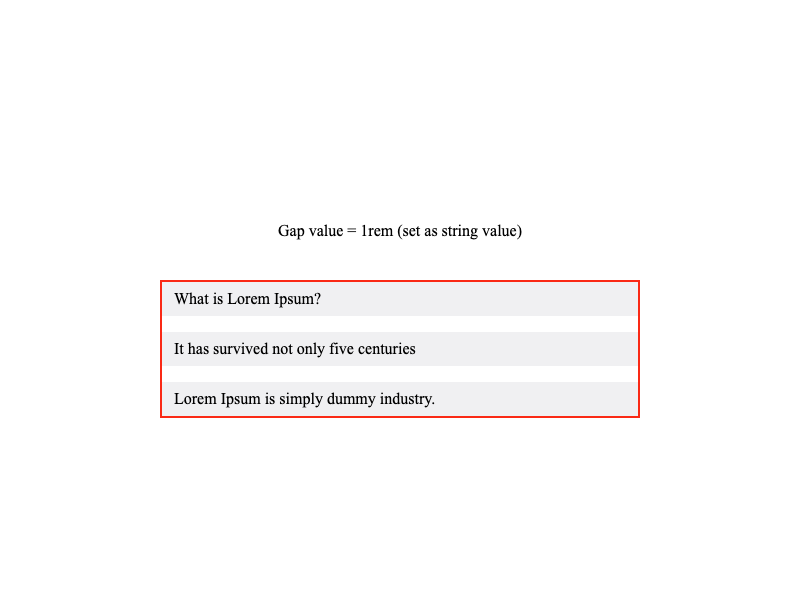 Gap value = 1rem (set as string value)
What is Lorem Ipsum?
It has survived not only five centuries
Lorem Ipsum is simply dummy industry.